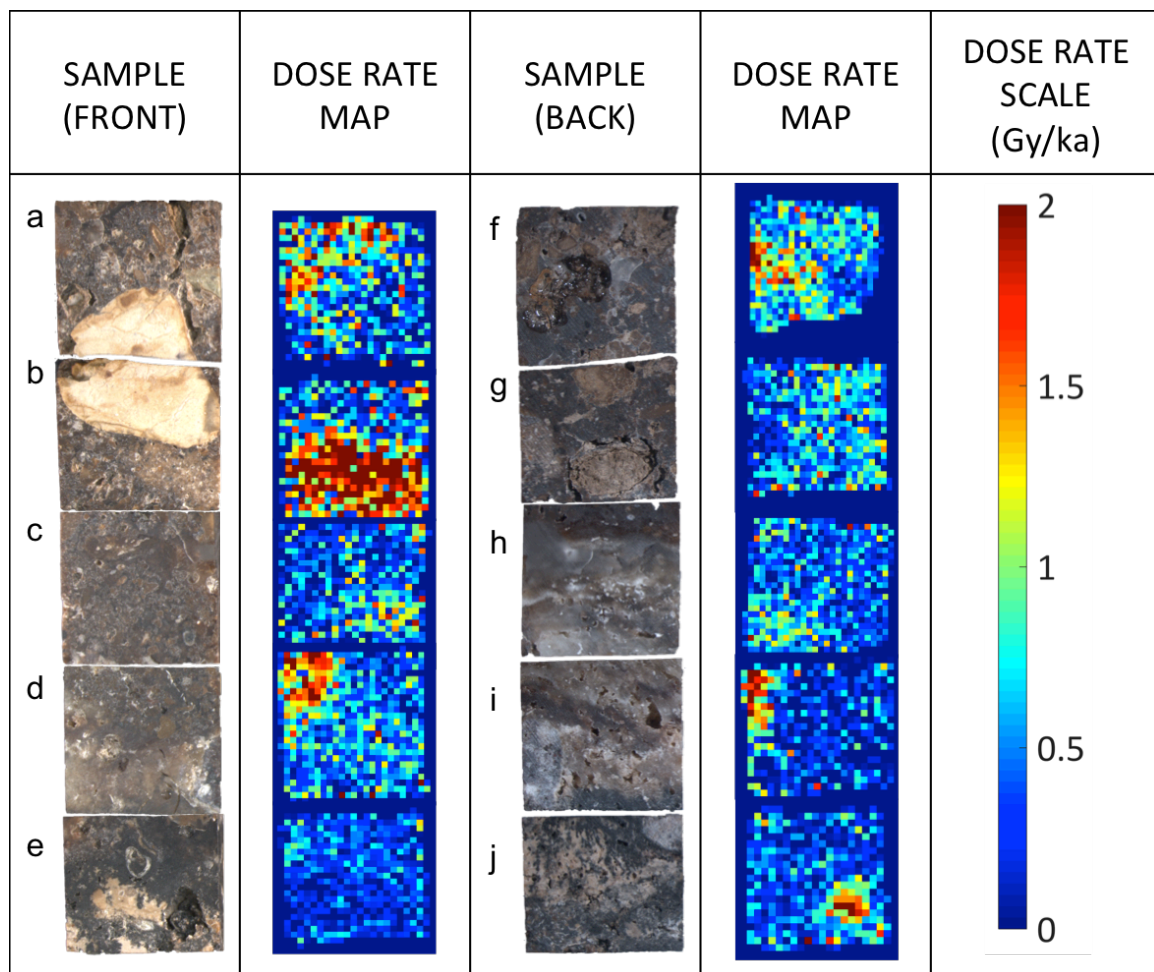 SAMPLE
(FRONT)
DOSE RATE
MAP
SAMPLE
(BACK)
DOSE RATE
MAP
DOSE RATE
SCALE
(Gy/ka)
a
b
c
d
e
f
g
h
i
j
2
1.5
1
0.5
0